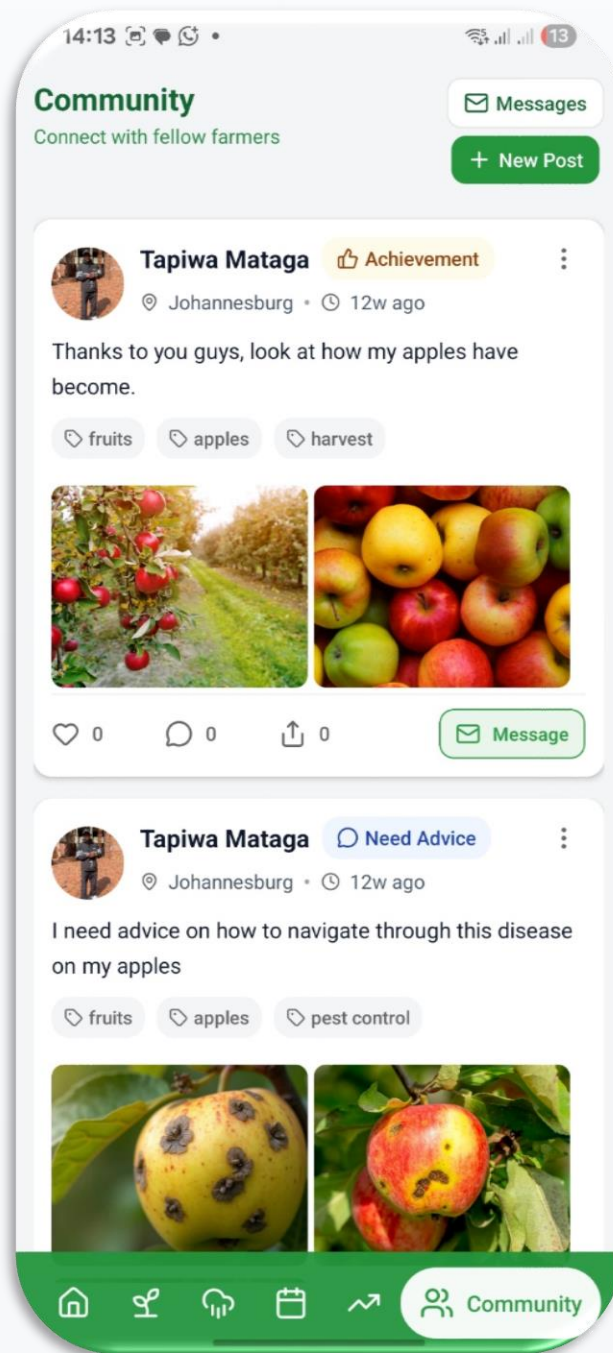 14:13
13
Community
Messages
Connect with fellow farmers
+ New Post
Tapiwa Mataga
Achievement
Johannesburg • 12w ago
Thanks to you guys, look at how my apples have
become.
fruits
apples
harvest
0
0
0
Message
Tapiwa Mataga
Need Advice
Johannesburg • 12w ago
I need advice on how to navigate through this disease
on my apples
fruits
apples
pest control
Community